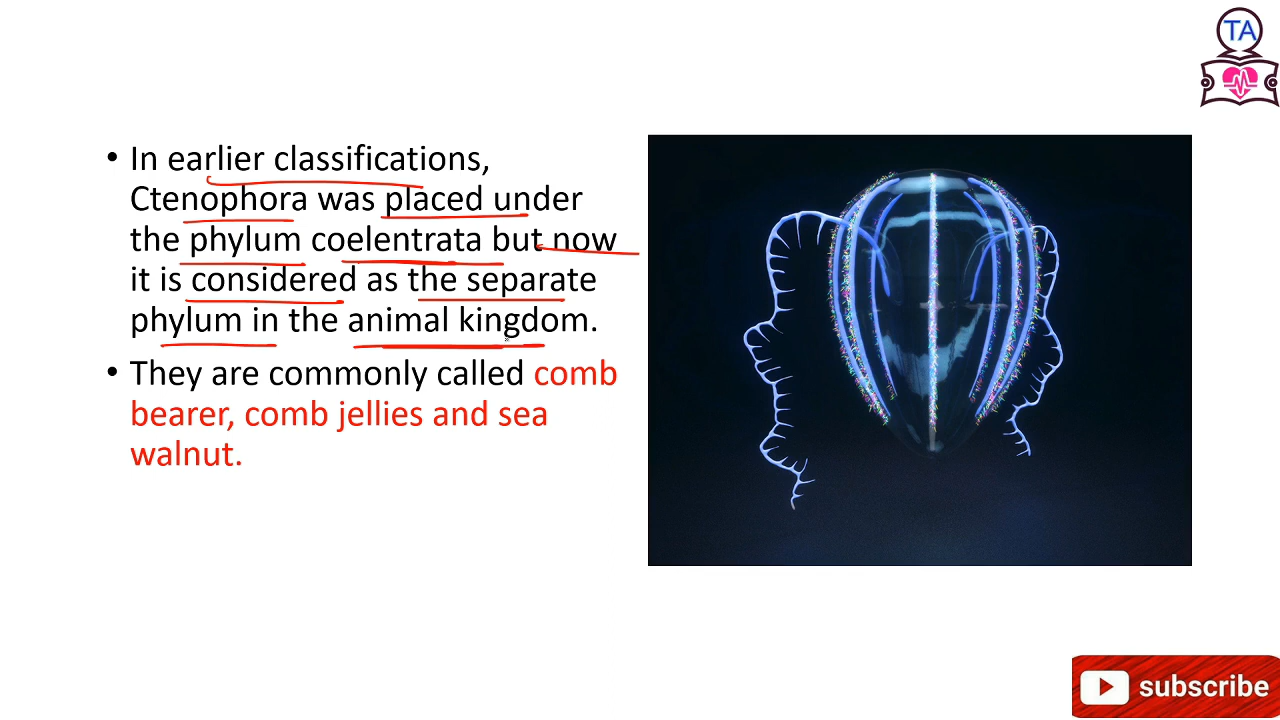 TA
• In earlier classifications,
Ctenophora was placed under
the phylum coelentrata but now
it is considered as the separate
phylum in the animal kingdom.
• They are commonly called comb
bearer, comb jellies and sea
walnut.
subscribe